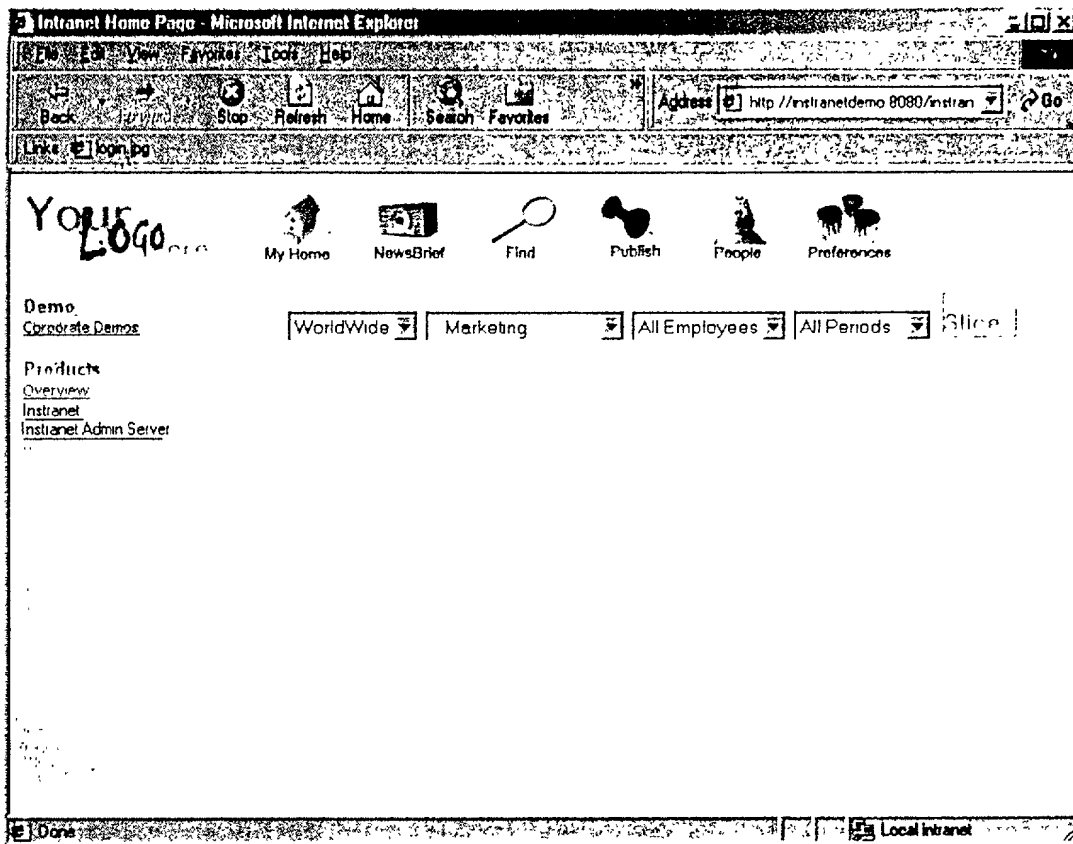 Intranet Home Page - Microsoft Internet Explorer
File Edit View Favorites Tools Help
Back Forward Stop Refresh Home Search Favorites Address http //instranetdemo 8080/instran Go
Links login.jpg
Your LOGO Here
My Home NewsBrief Find Publish People Preferences
Demo
Corporate Demos
WorldWide Marketing All Employees All Periods Slice
Products
Overview
Instranet
Instranet Admin Server
Done Local intranet